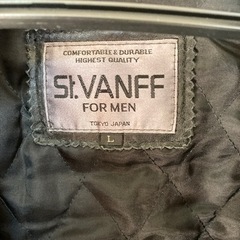 COMFORTABLE & DURABLE
HIGHEST QUALITY
St.VANFF
FOR MEN
TOKYO JAPAN
L